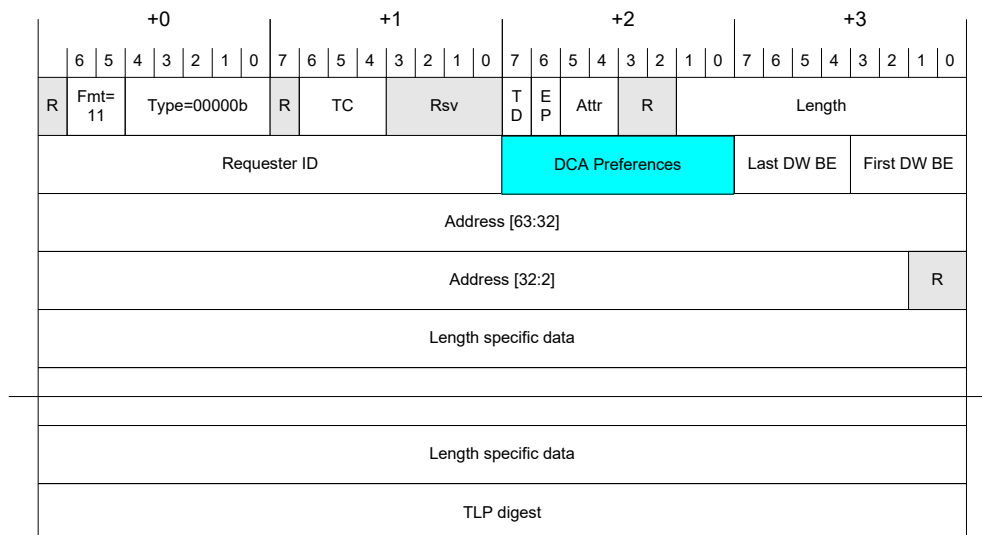 +0 +1 +2 +3
6 5 4 3 2 1 0 7 6 5 4 3 2 1 0 7 6 5 4 3 2 1 0 7 6 5 4 3 2 1 0
R Fmt= 11 Type=00000b R TC Rsv T D E P Attr R Length
Requester ID DCA Preferences Last DW BE First DW BE
Address [63:32]
Address [32:2] R
Length specific data
Length specific data
TLP digest